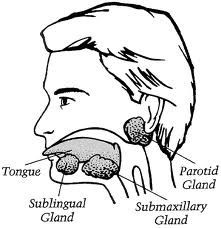 Tongue
Parotid
Gland
Sublingual
Gland
Submaxillary
Gland